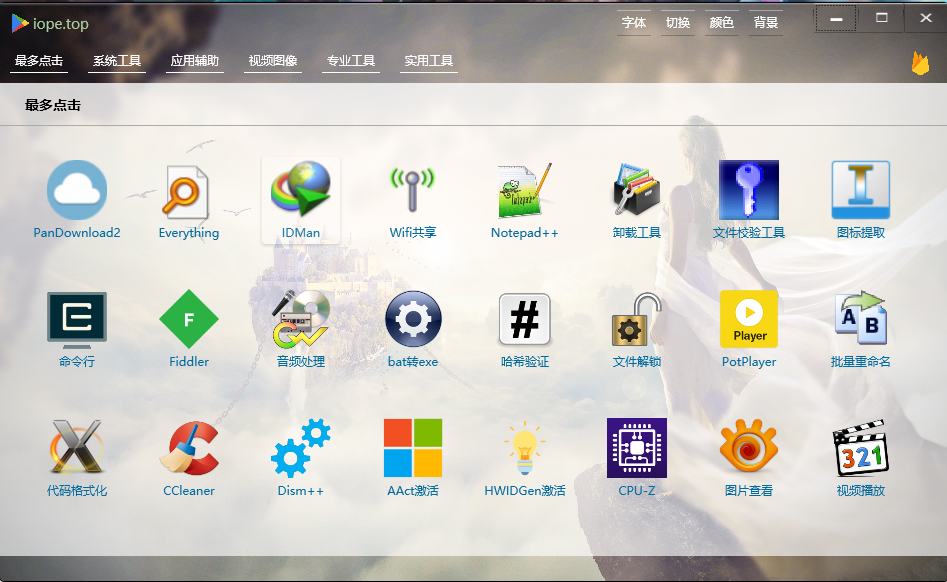 iope.top
字体 切换 颜色 背景
最多点击 系统工具 应用辅助 视频图像 专业工具 实用工具
最多点击
PanDownload2 Everything IDMan Wifi共享 Notepad++ 卸载工具 文件校验工具 图标提取
F
#
Player
A B
命令行 Fiddler 音频处理 bat转exe 哈希验证 文件解锁 PotPlayer 批量重命名
321
代码格式化 CCleaner Dism++ AAct激活 HWIDGen激活 CPU-Z 图片查看 视频播放